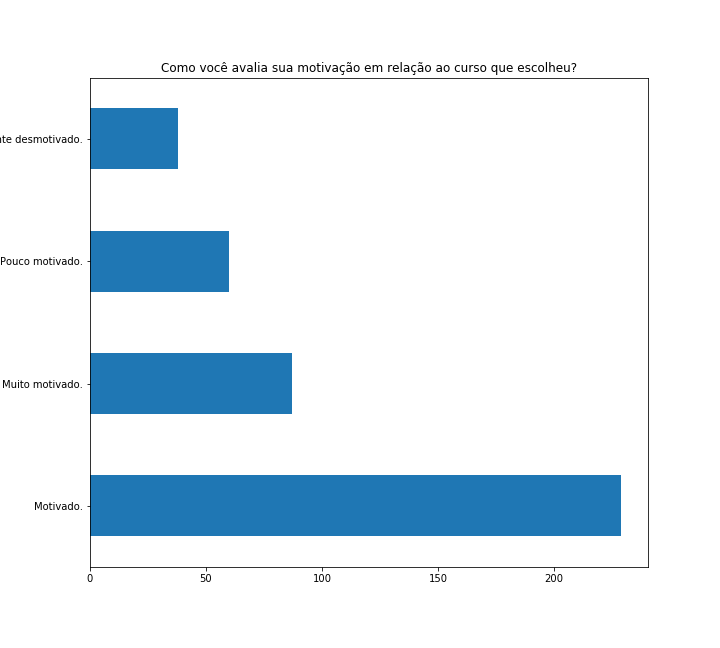 Como você avalia sua motivação em relação ao curso que escolheu?
desmotivado.
Pouco motivado.
Muito motivado.
Motivado.
0 50 100 150 200